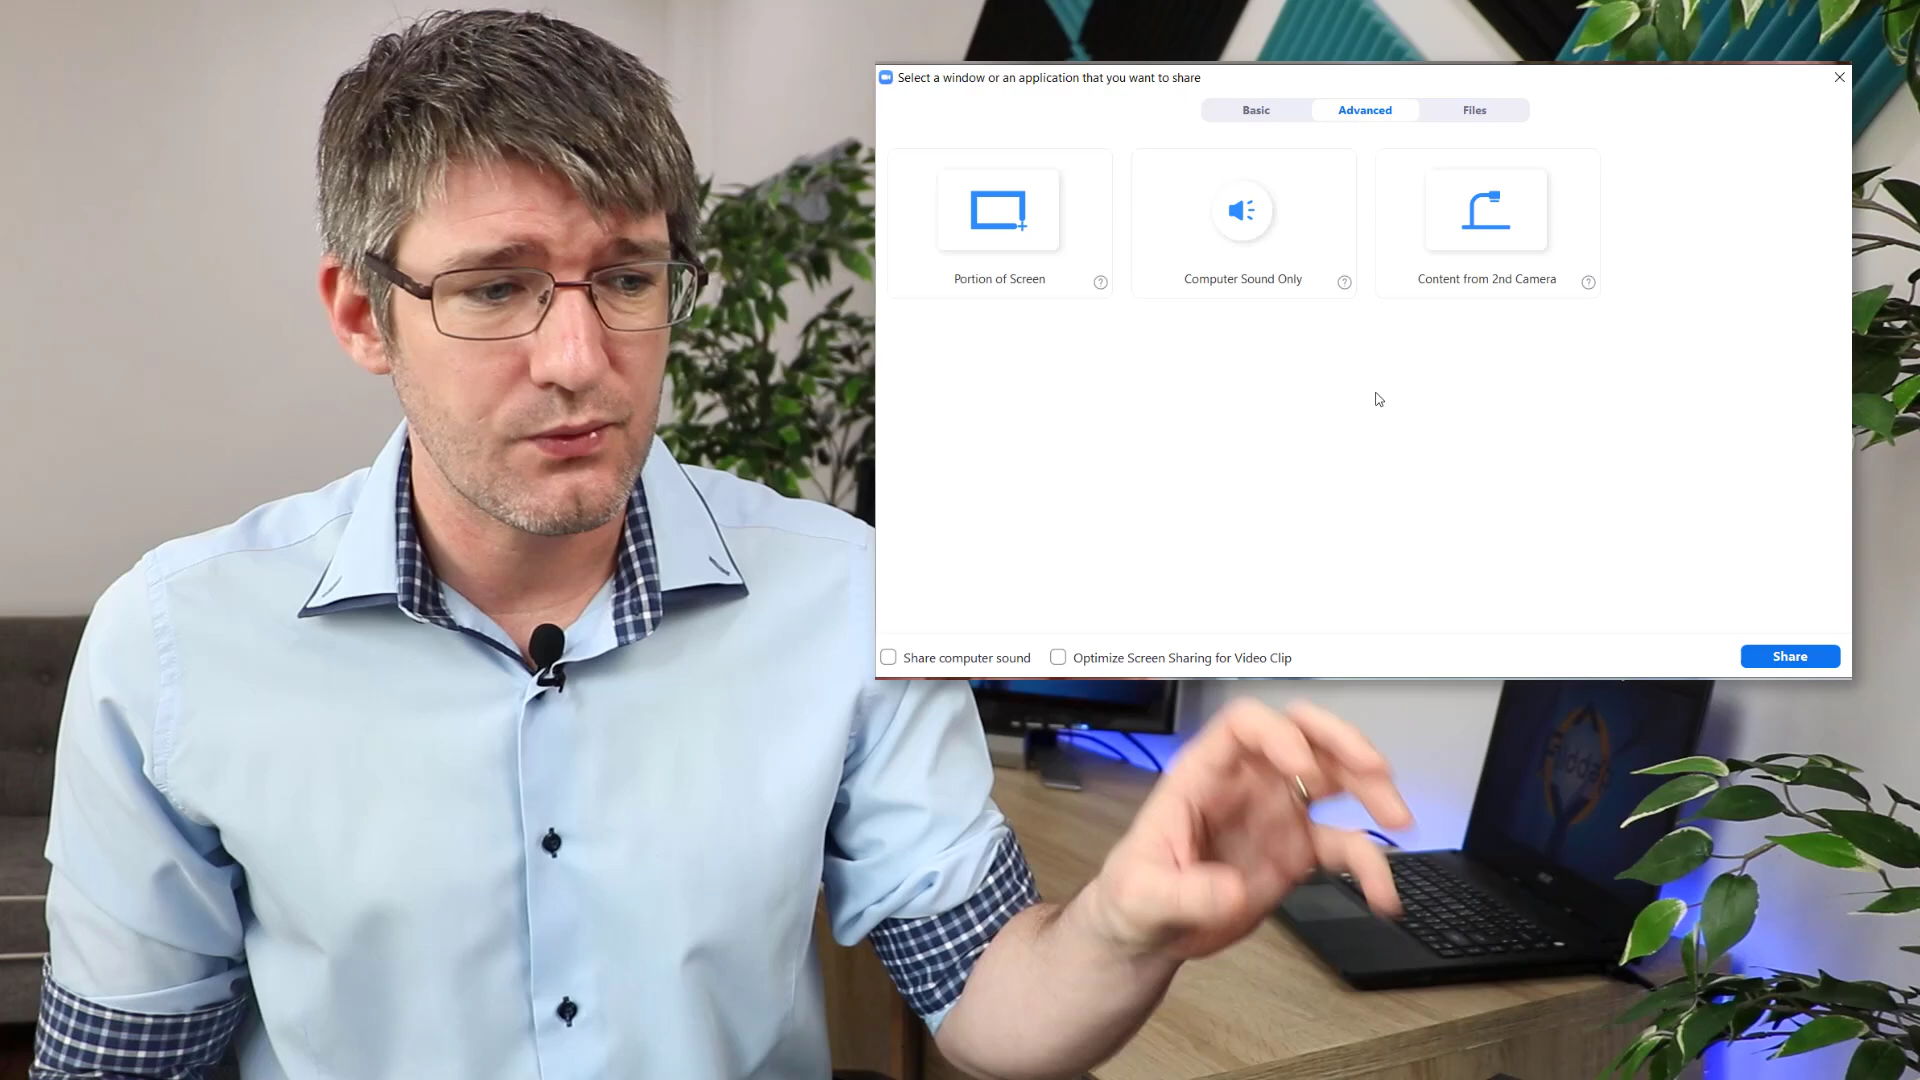 Select a window or an application that you want to share
Basic
Advanced
Files
Portion of Screen
Computer Sound Only
Content from 2nd Camera
Share computer sound
Optimize Screen Sharing for Video Clip
Share